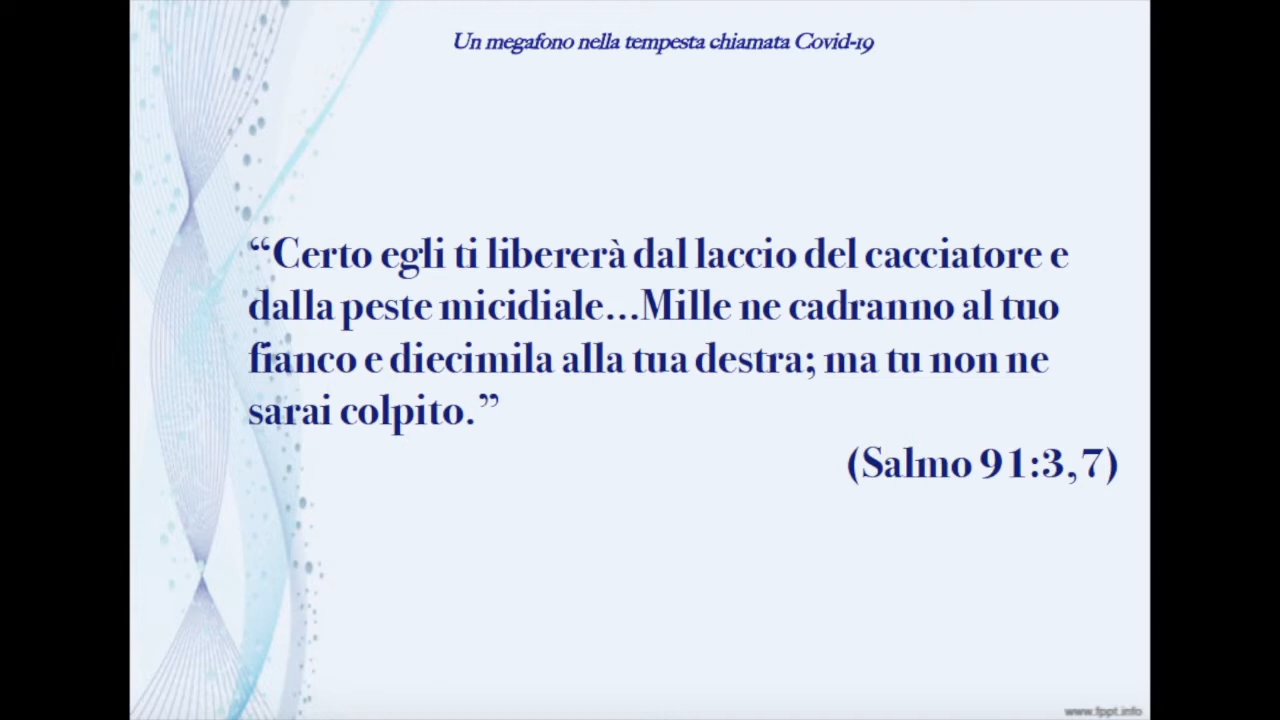 Un megafono nella tempesta chiamata Covid-19
“Certo egli ti libererà dal laccio del cacciatore e
dalla peste micidiale...Mille ne cadranno al tuo
fianco e diecimila alla tua destra; ma tu non ne
sarai colpito.”
(Salmo 91:3,7)
www.fppt.info